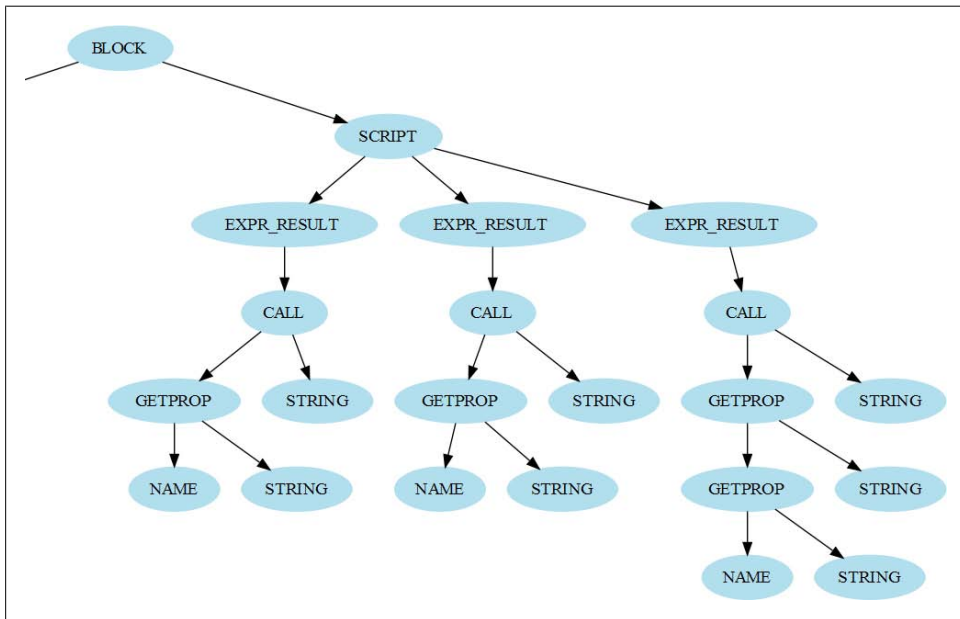 BLOCK
SCRIPT
EXPR_RESULT EXPR_RESULT EXPR_RESULT
CALL CALL CALL
GETPROP STRING GETPROP STRING GETPROP STRING
NAME STRING NAME STRING GETPROP STRING
NAME STRING